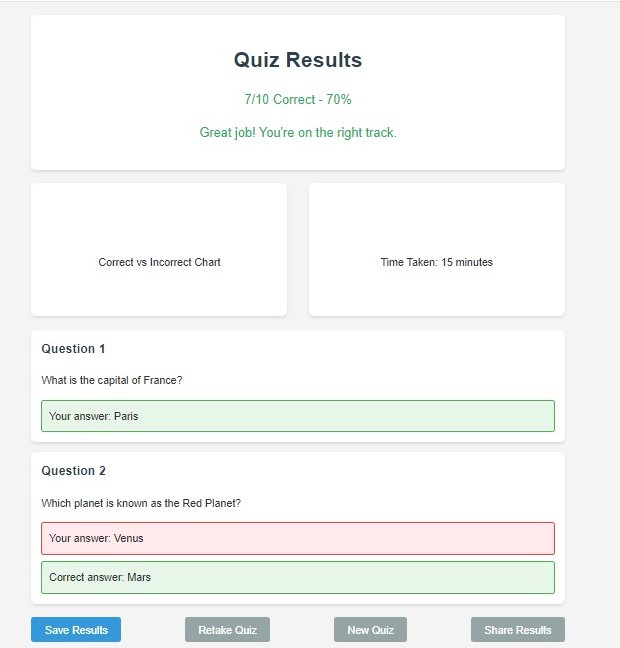 Quiz Results
7/10 Correct - 70%
Great job! You're on the right track.
Correct vs Incorrect Chart
Time Taken: 15 minutes
Question 1
What is the capital of France?
Your answer: Paris
Question 2
Which planet is known as the Red Planet?
Your answer: Venus
Correct answer: Mars
Save Results
Retake Quiz
New Quiz
Share Results